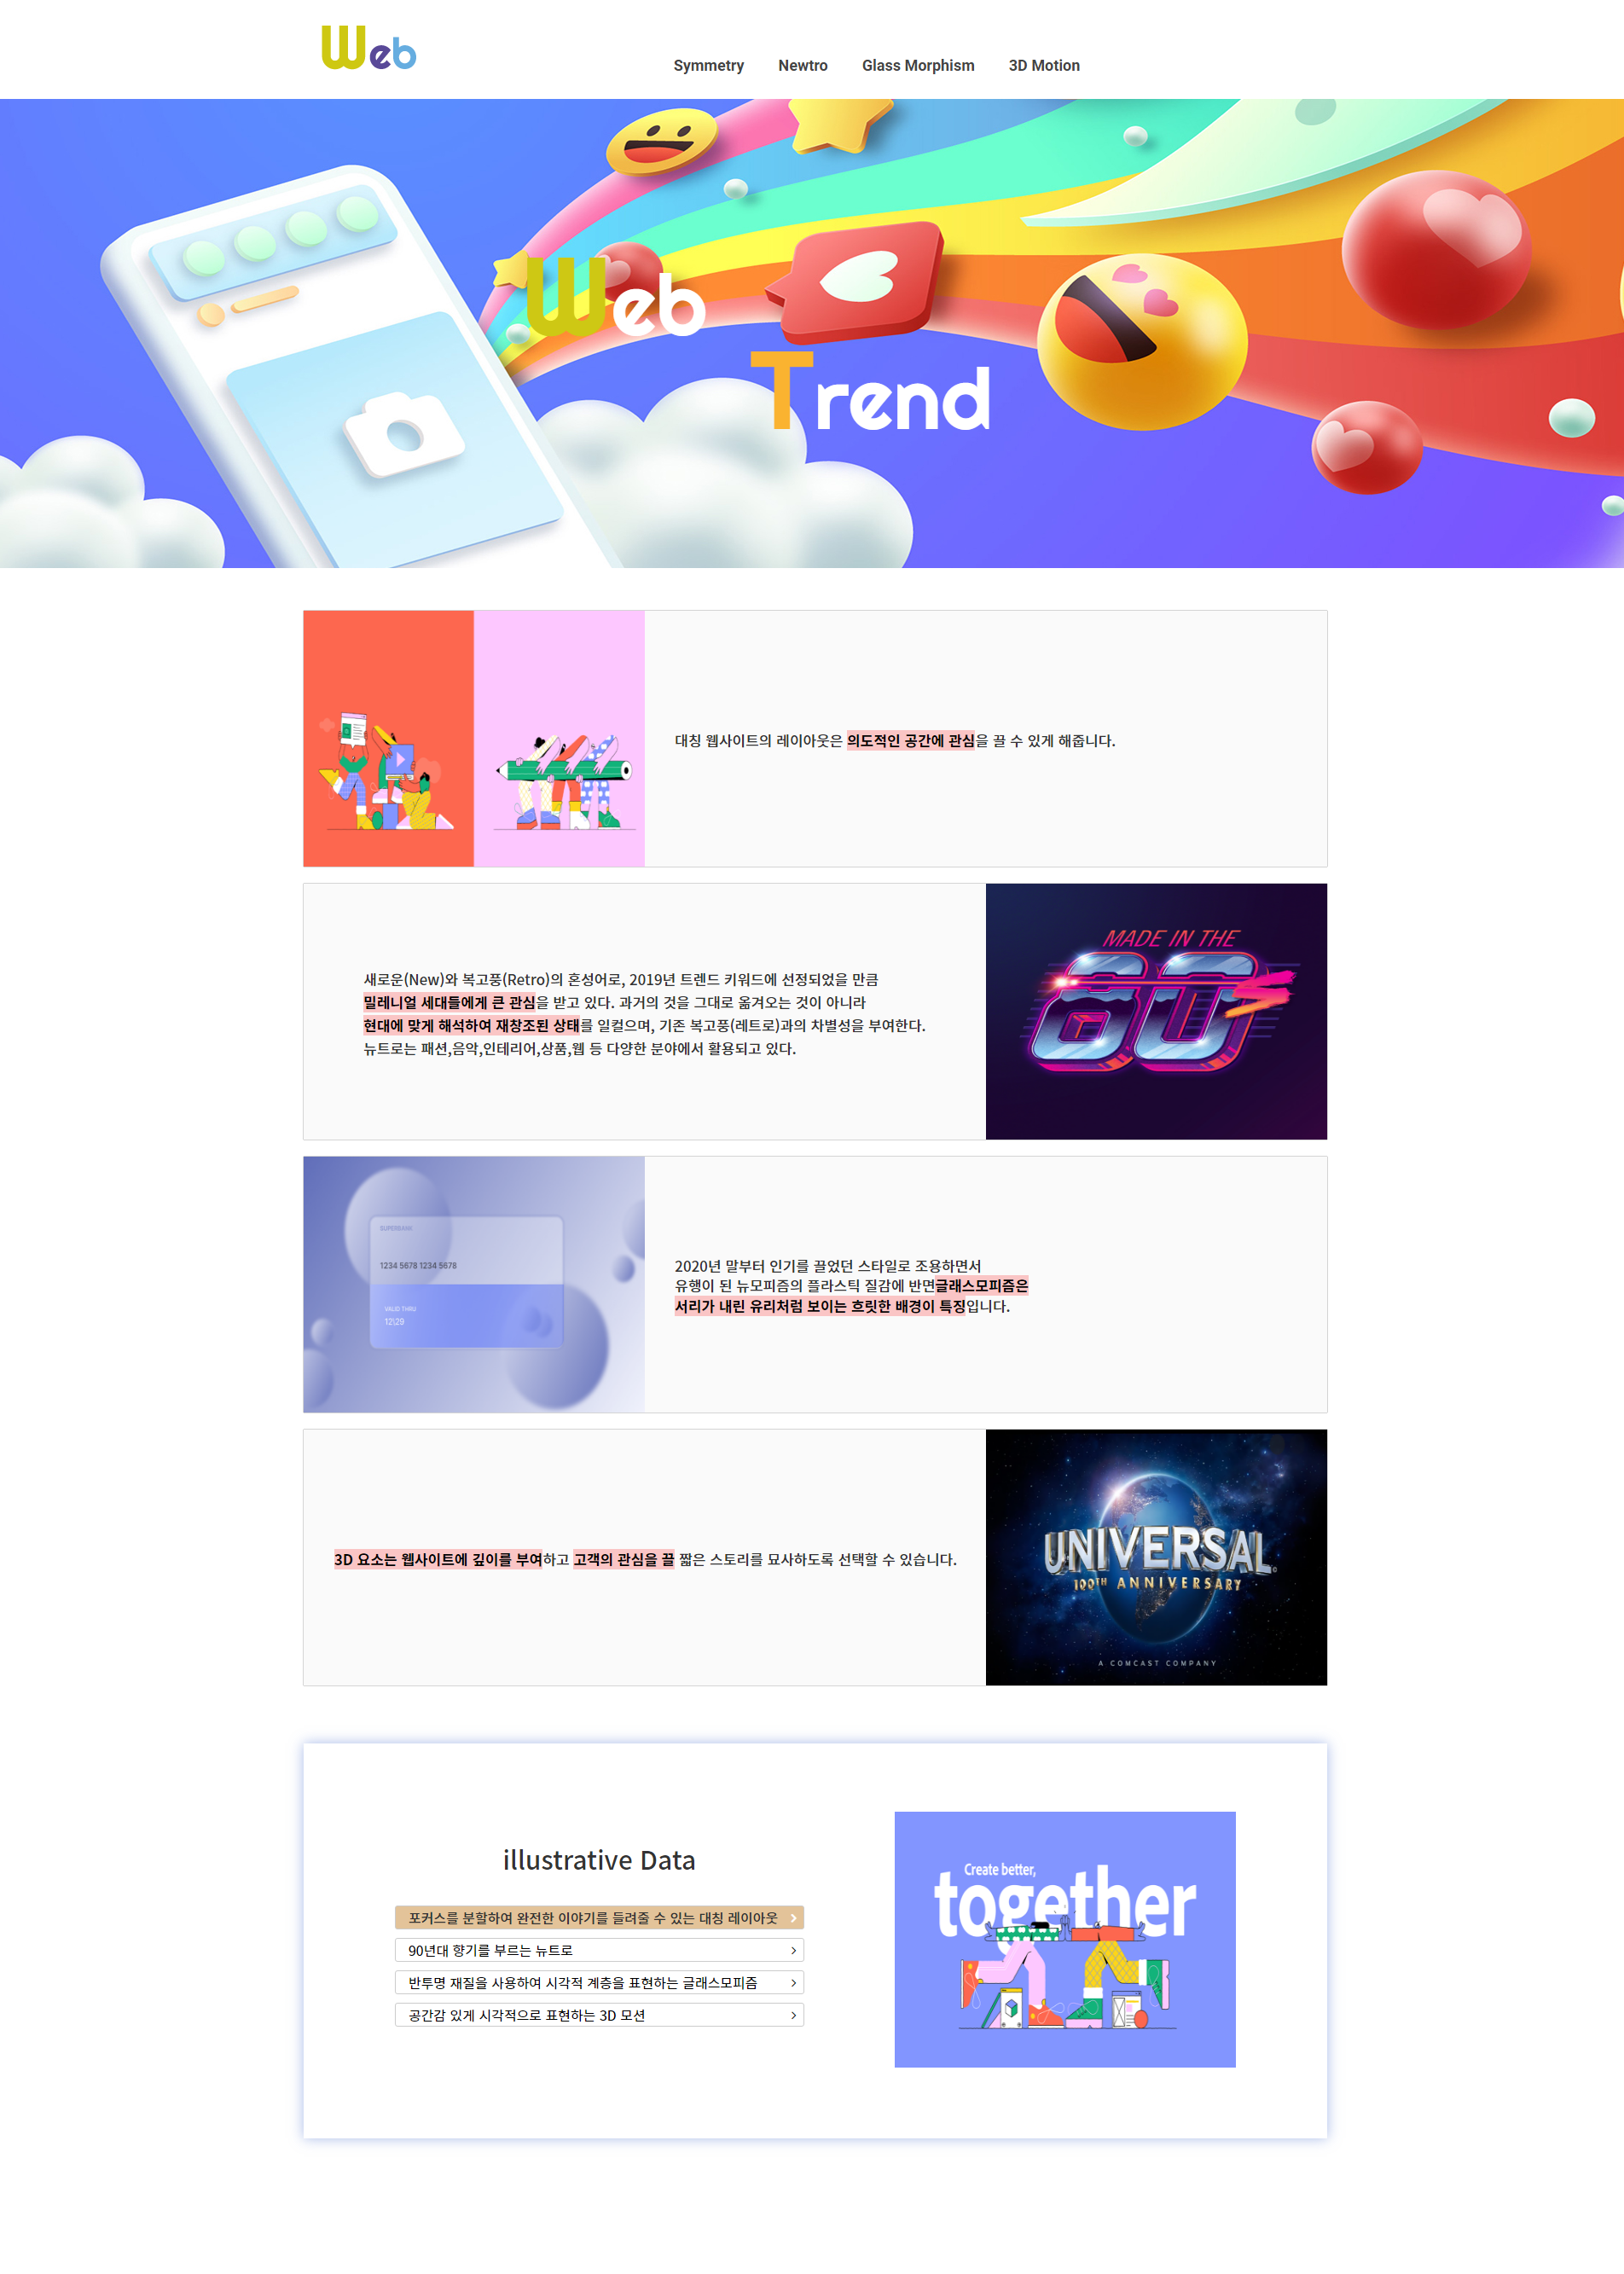 Web
Symmetry Newtro Glass Morphism 3D Motion
Web
Trend
대칭 웹사이트의 레이아웃은 의도적인 공간에 관심을 끌 수 있게 해줍니다.
새로운(New)와 복고풍(Retro)의 혼성어로, 2019년 트렌드 키워드에 선정되었을 만큼
밀레니얼 세대들에게 큰 관심을 받고 있다. 과거의 것을 그대로 옮겨오는 것이 아니라
현대에 맞게 해석하여 재창조된 상태를 일컬으며, 기존 복고풍(레트로)과의 차별성을 부여한다.
뉴트로는 패션,음악,인테리어,상품,웹 등 다양한 분야에서 활용되고 있다.
MADE IN THE
80s
SUPERBANK
1234 5678 1234 5678
VALID THRU
12\29
2020년 말부터 인기를 끌었던 스타일로 조용하면서
유행이 된 뉴모피즘의 플라스틱 질감에 반면글래스모피즘은
서리가 내린 유리처럼 보이는 흐릿한 배경이 특징입니다.
3D 요소는 웹사이트에 깊이를 부여하고 고객의 관심을 끌 짧은 스토리를 묘사하도록 선택할 수 있습니다.
UNIVERSAL
100TH ANNIVERSARY
A COMCAST COMPANY
illustrative Data
포커스를 분할하여 완전한 이야기를 들려줄 수 있는 대칭 레이아웃
90년대 향기를 부르는 뉴트로
반투명 재질을 사용하여 시각적 계층을 표현하는 글래스모피즘
공간감 있게 시각적으로 표현하는 3D 모션
Create better,
together